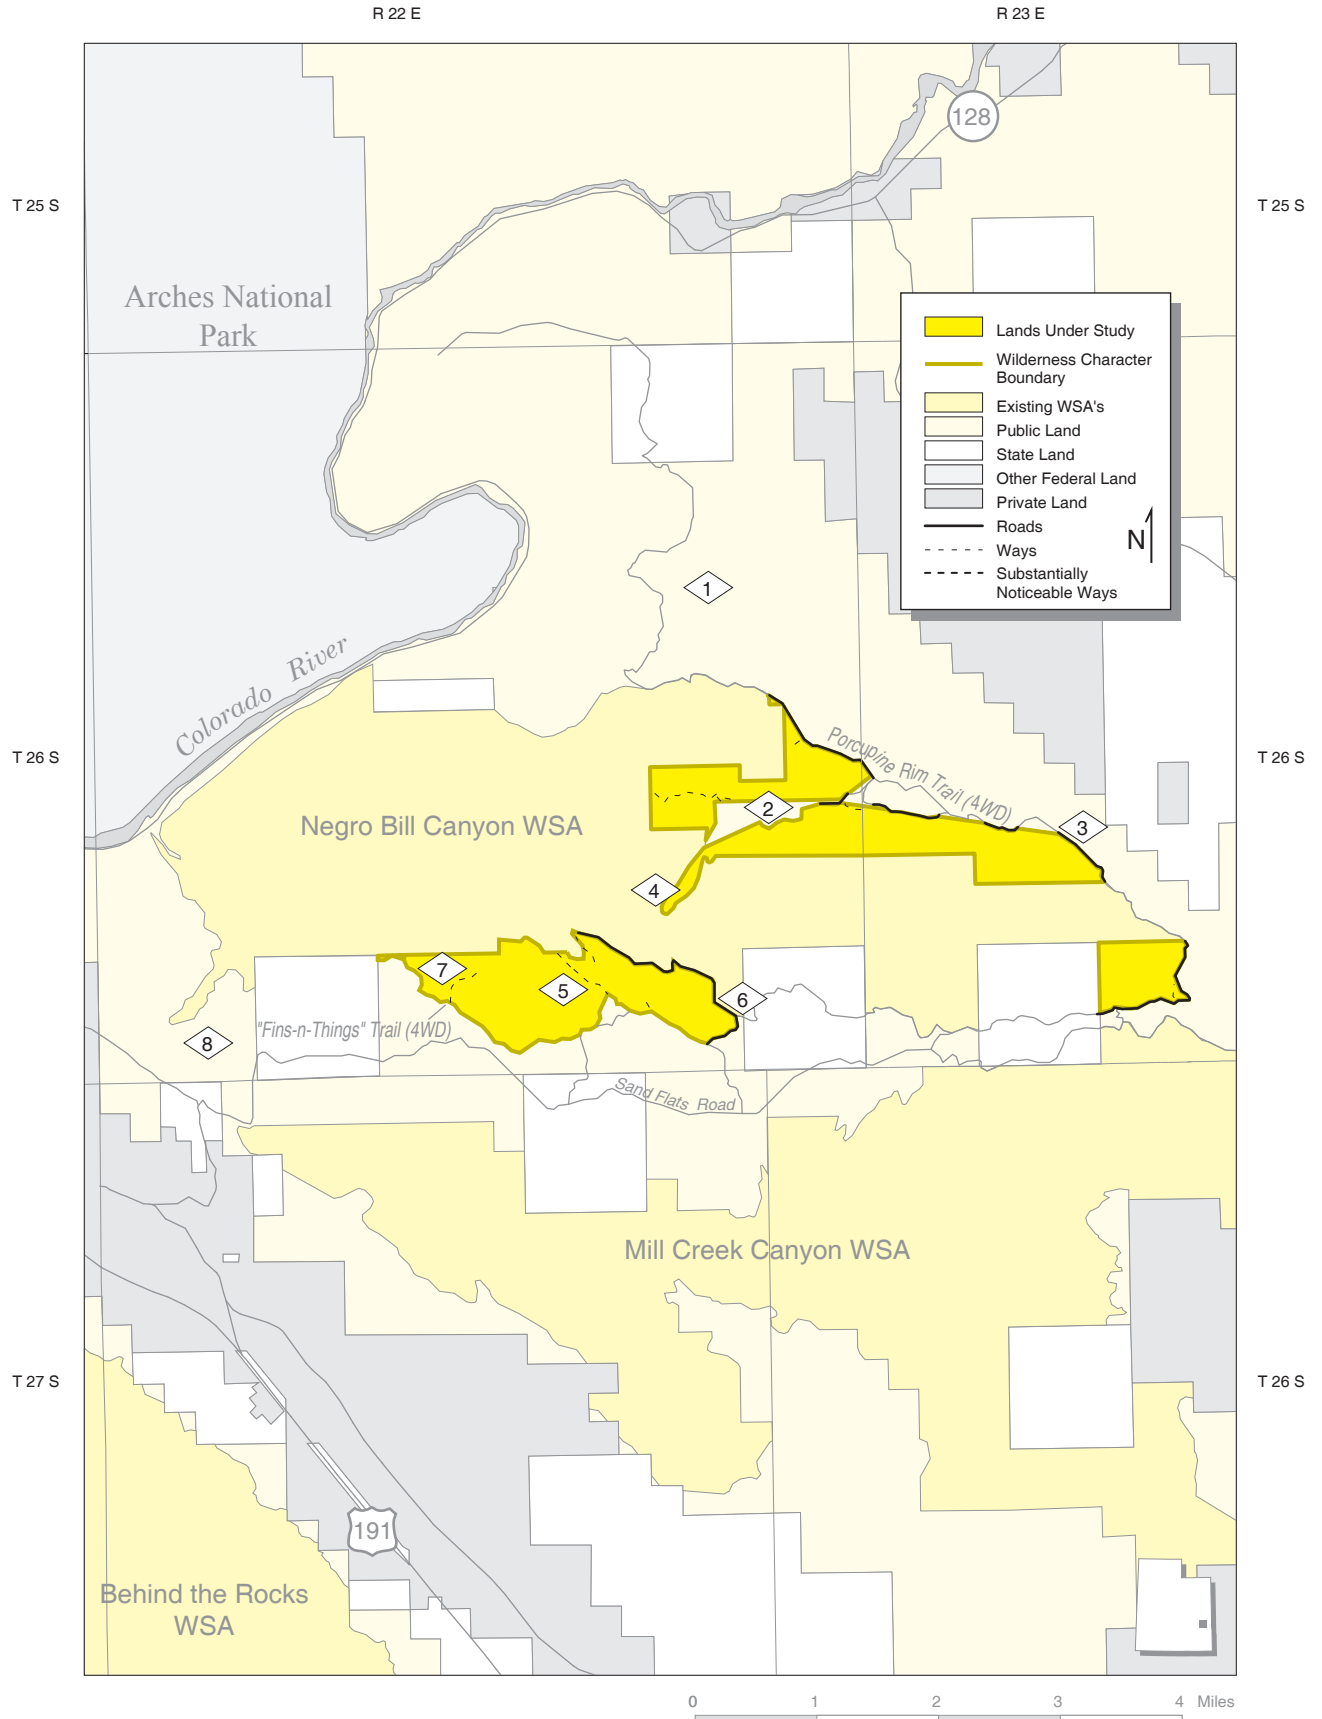 R 22 E
R 23 E
128
T 25 S
T 25 S
Arches National
Park
Lands Under Study
Wilderness Character
Boundary
Existing WSA's
Public Land
State Land
Other Federal Land
Private Land
Roads
Ways
Substantially
Noticeable Ways
N
1
Colorado River
T 26 S
T 26 S
Porcupine Rim Trail (4WD)
2
3
Negro Bill Canyon WSA
4
7
5
6
"Fins-n-Things" Trail (4WD)
8
Sand Flats Road
Mill Creek Canyon WSA
T 27 S
T 26 S
191
Behind the Rocks
WSA
0 1 2 3 4 Miles